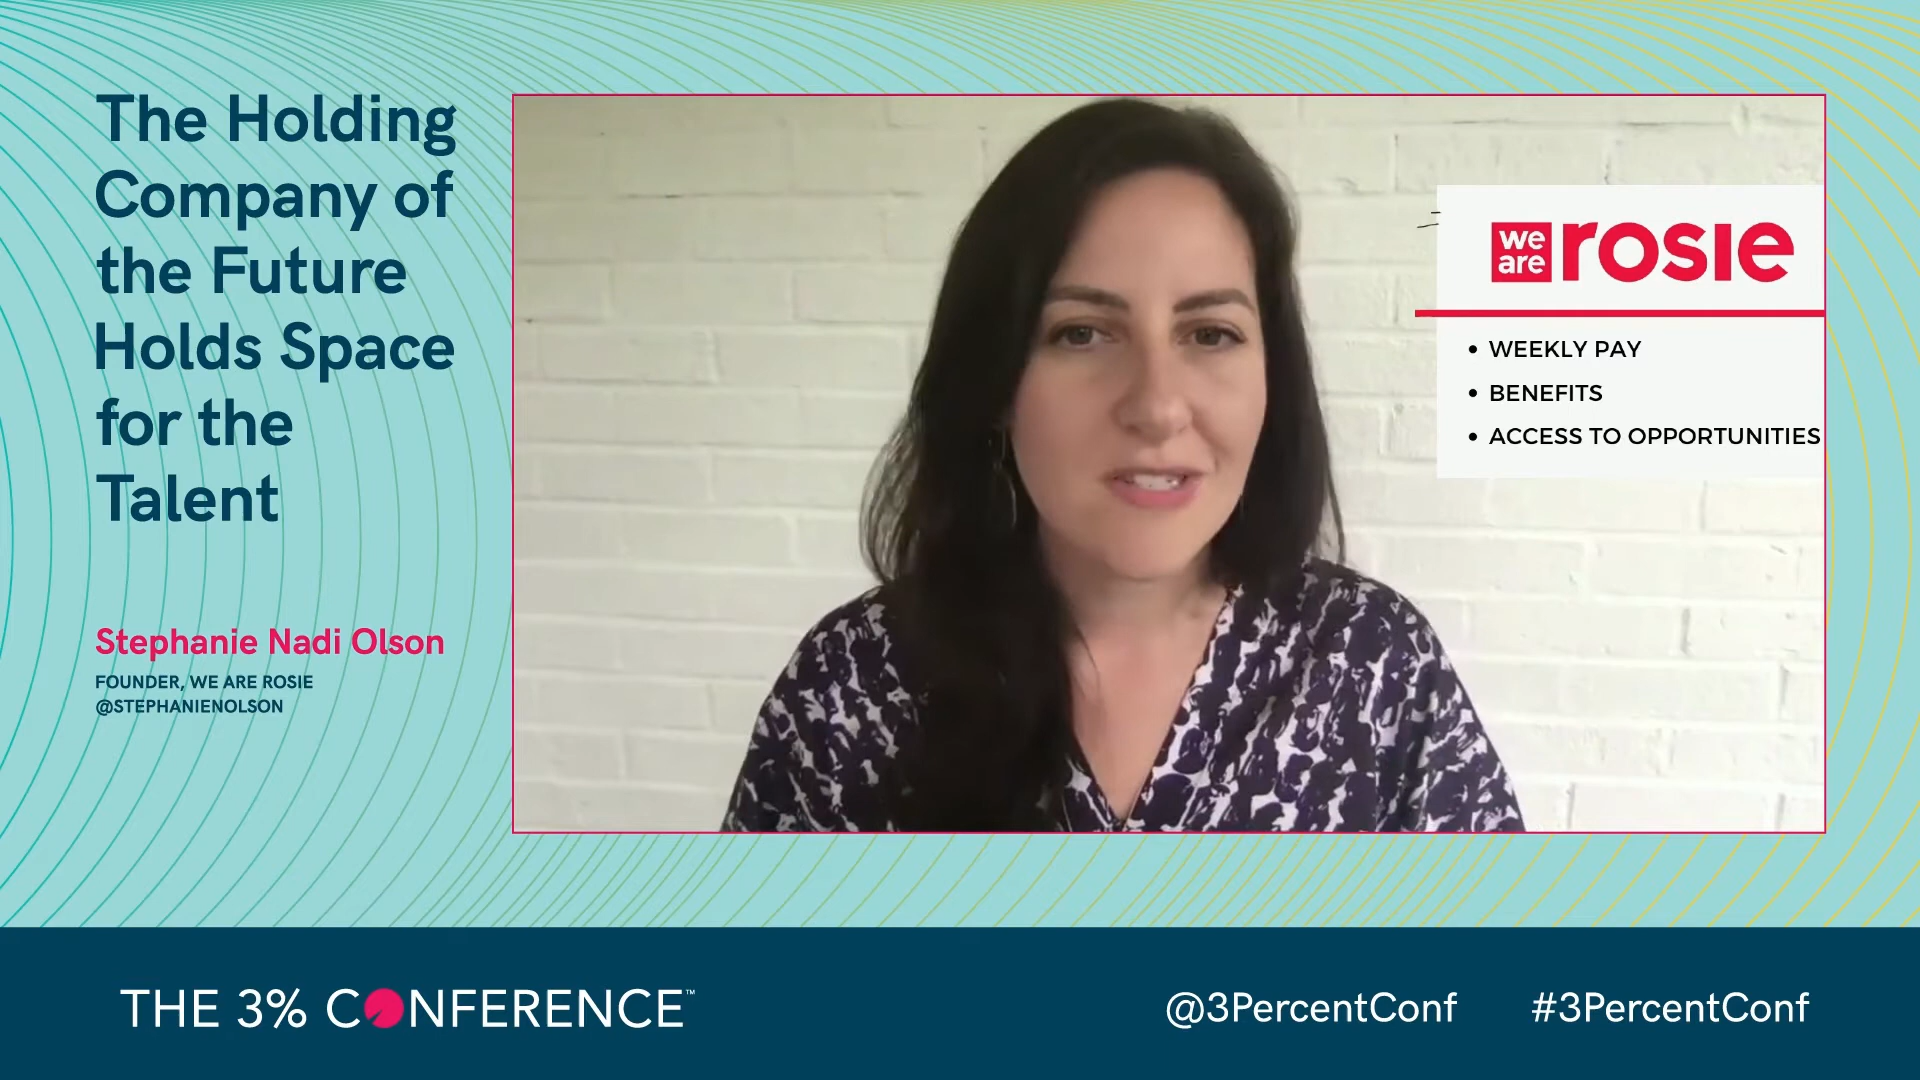 The Holding
Company of
the Future
Holds Space
for the
Talent
Stephanie Nadi Olson
FOUNDER, WE ARE ROSIE
@STEPHANIENOLSON
we are rosie
• WEEKLY PAY
• BENEFITS
• ACCESS TO OPPORTUNITIES
THE 3% CONFERENCE™
@3PercentConf #3PercentConf